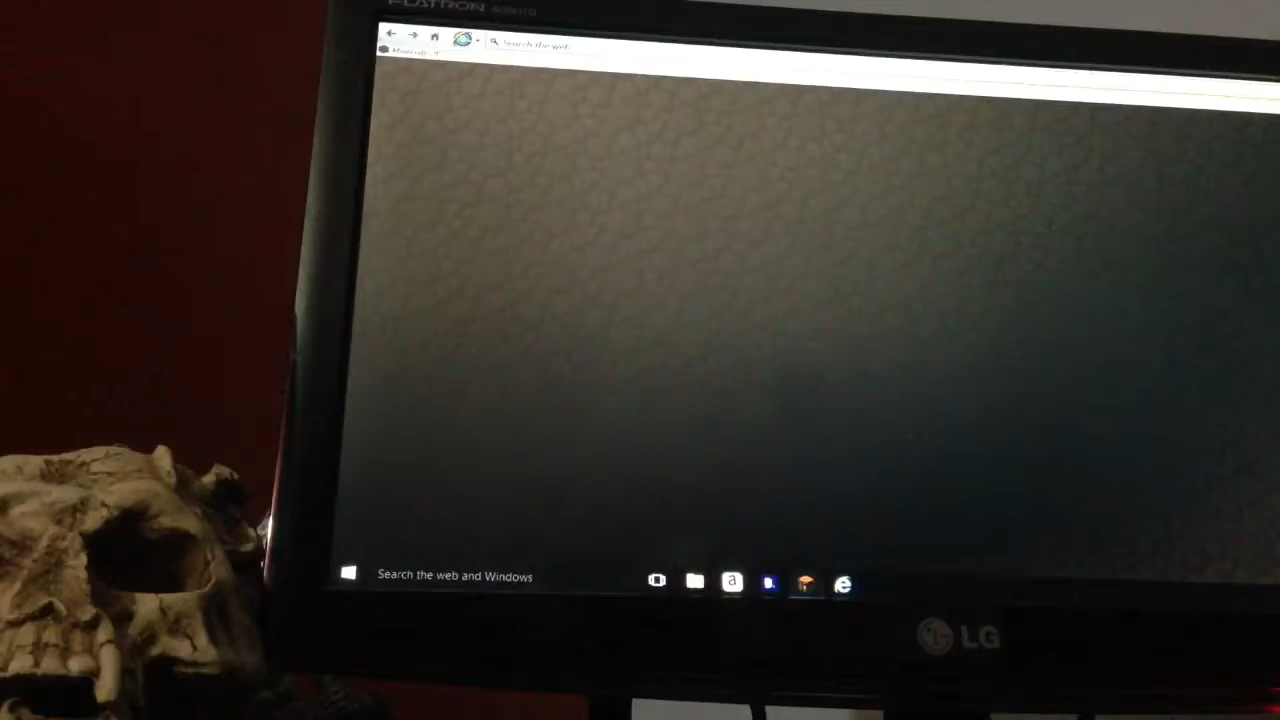 FLATRON
Search the web
Search the web and Windows
a
B.
LG